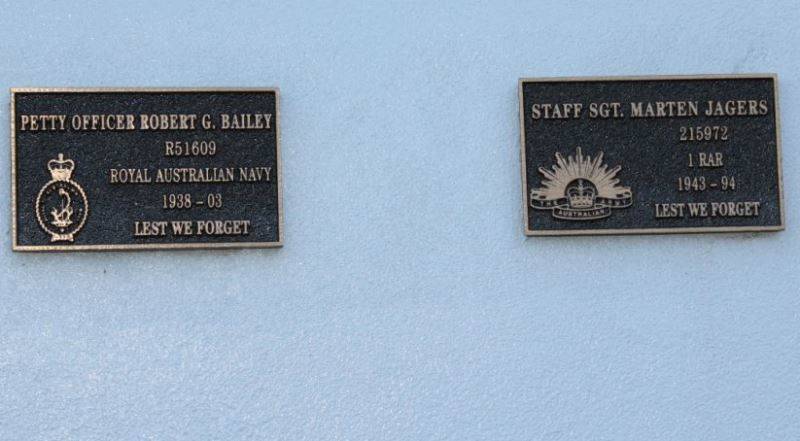 PETTY OFFICER ROBERT G. BAILEY
R51609
ROYAL AUSTRALIAN NAVY
1938 - 03
LEST WE FORGET
STAFF SGT. MARTEN JAGERS
215972
1 RAR
1943 - 94
LEST WE FORGET
AUSTRALIAN